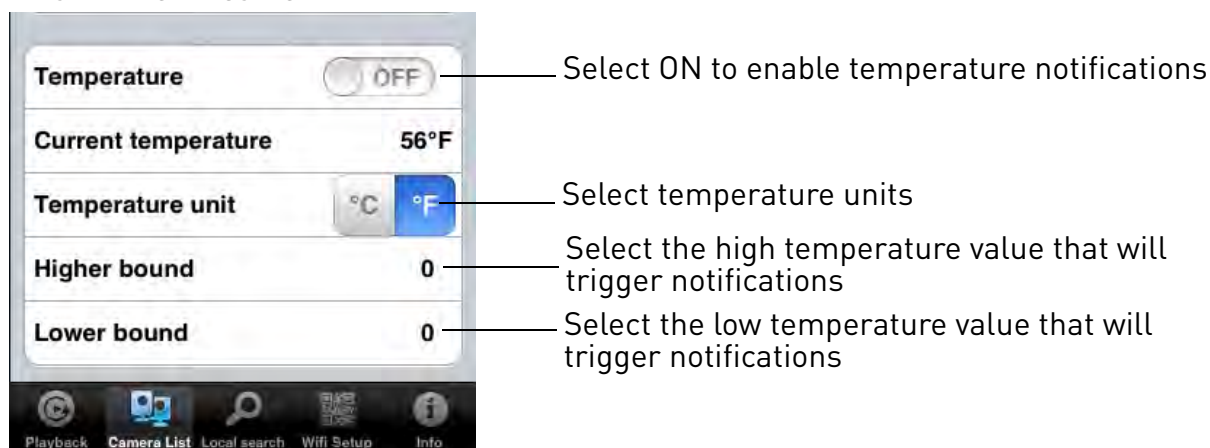 Temperature OFF Select ON to enable temperature notifications
Current temperature 56°F
Temperature unit °C °F Select temperature units
Higher bound 0 Select the high temperature value that will
trigger notifications
Lower bound 0 Select the low temperature value that will
trigger notifications
Playback Camera List Local search Wifi Setup Info